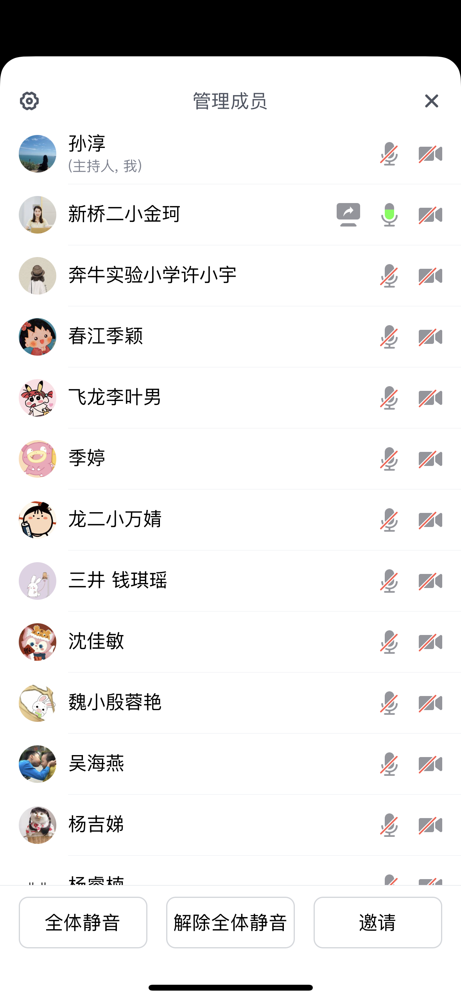 管理成员
孙淳
(主持人, 我)
新桥二小金珂
奔牛实验小学许小宇
春江季颖
飞龙李叶男
季婷
龙二小万婧
三井 钱琪瑶
沈佳敏
魏小殷蓉艳
吴海燕
杨吉娣
杨睿楠
全体静音
解除全体静音
邀请